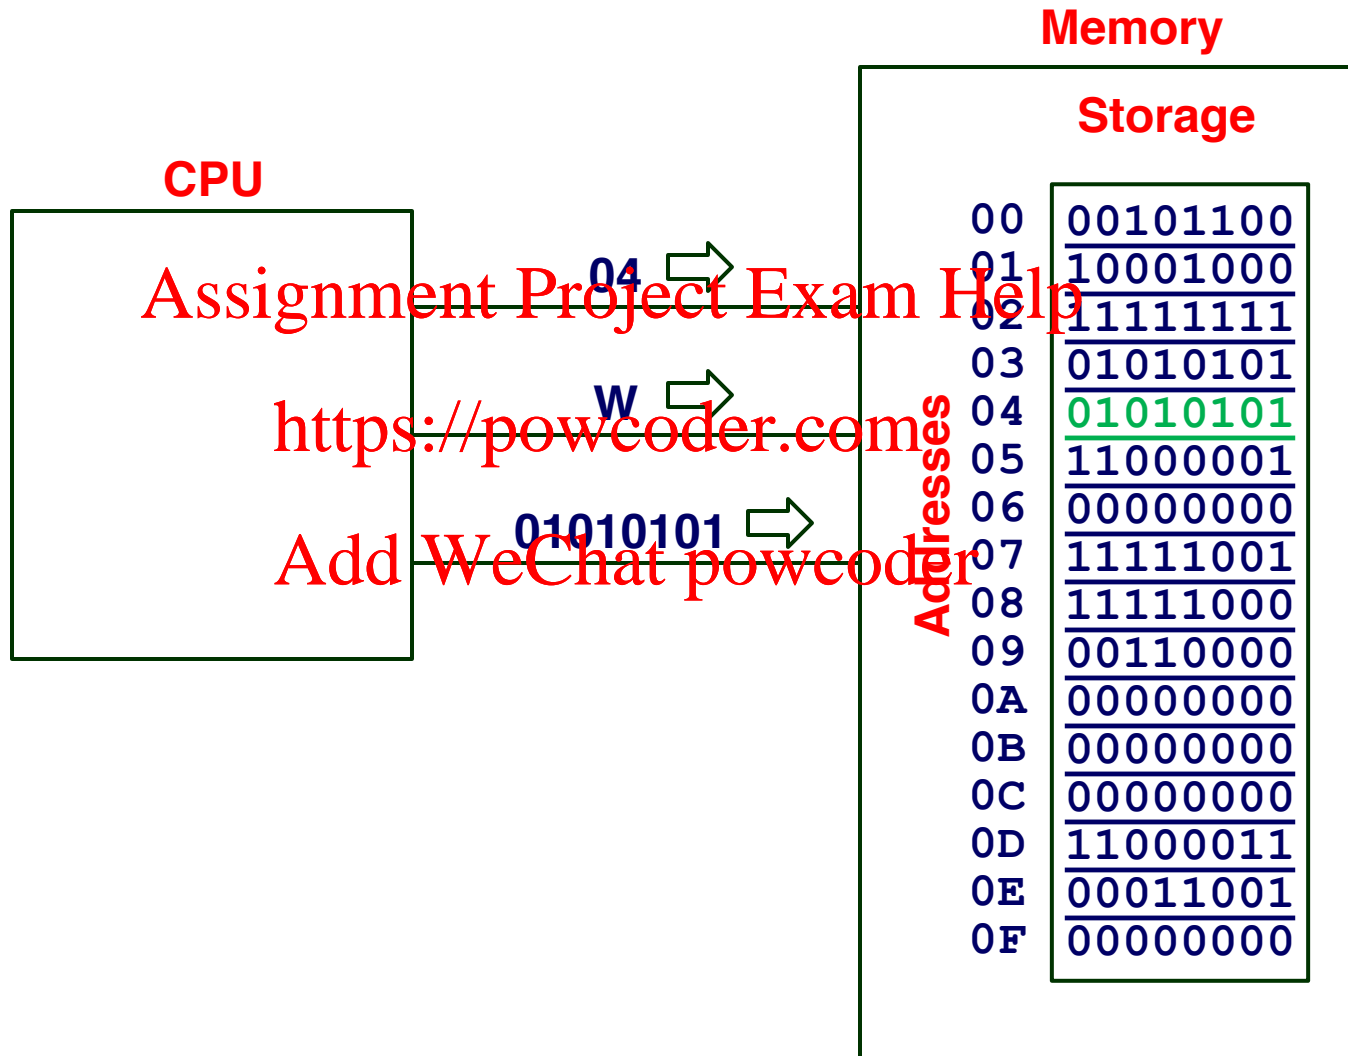 Memory
Storage
CPU
04
W
01010101
Addresses
00 00101100
01 10001000
02 11111111
03 01010101
04 01010101
05 11000001
06 00000000
07 11111001
08 11111000
09 00110000
0A 00000000
0B 00000000
0C 00000000
0D 11000011
0E 00011001
0F 00000000
Assignment Project Exam Help
https://powcoder.com
Add WeChat powcoder